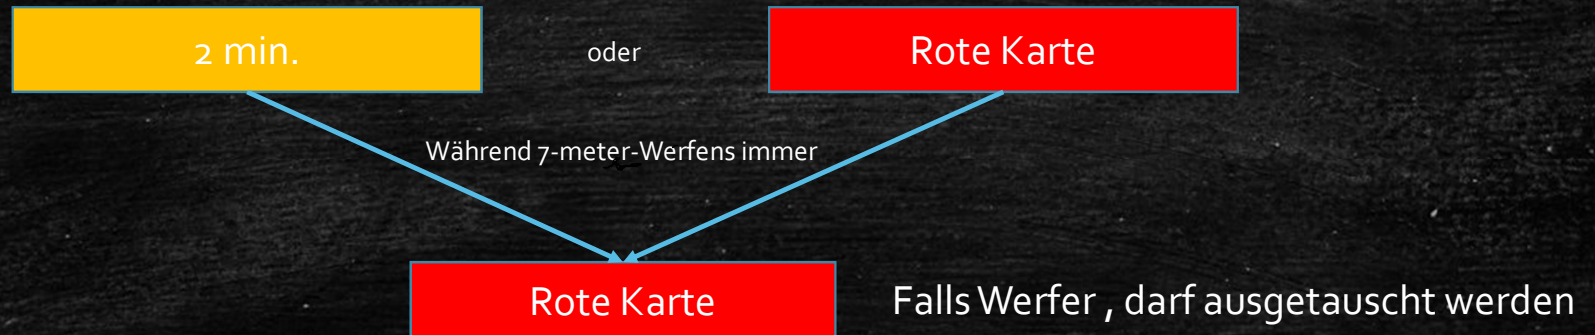 2 min.
oder
Rote Karte
Während 7-meter-Werfens immer
Rote Karte
Falls Werfer , darf ausgetauscht werden